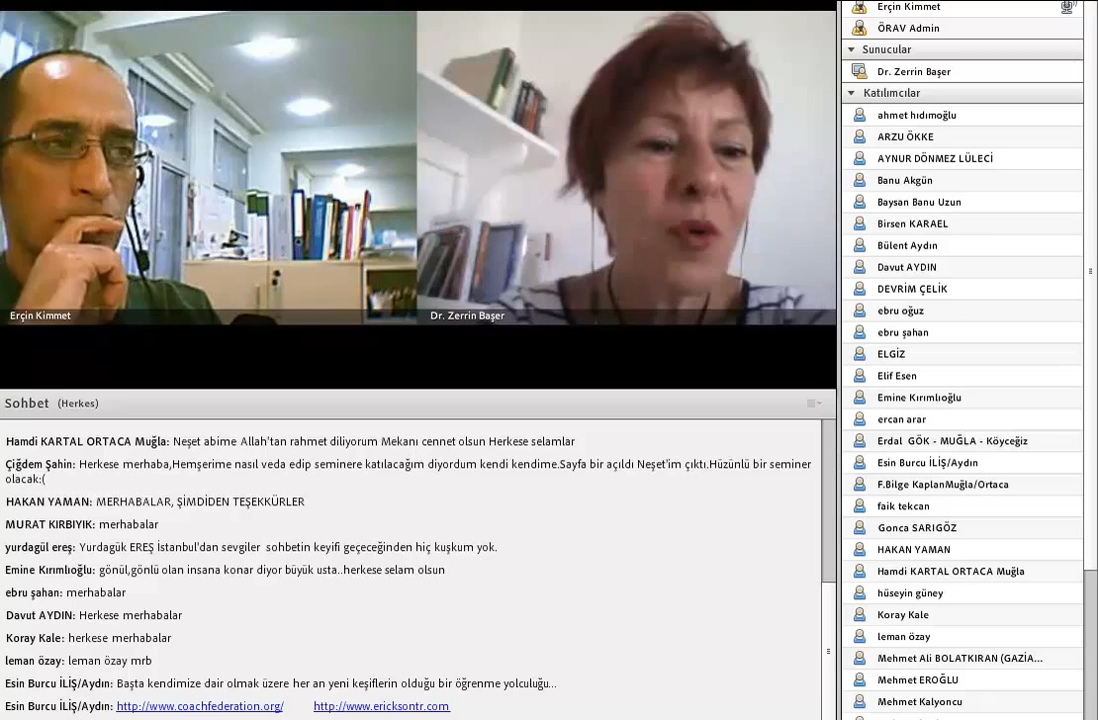 Erçin Kimmet
Dr. Zerrin Başer
Sohbet (Herkes)
Hamdi KARTAL ORTACA Muğla: Neşet abime Allah'tan rahmet diliyorum Mekanı cennet olsun Herkese selamlar
Çiğdem Şahin: Herkese merhaba,Hemşerime nasıl veda edip seminere katılacağım diyordum kendi kendime.Sayfa bir açıldı Neşet'im çıktı.Hüzünlü bir seminer
olacak:(
HAKAN YAMAN: MERHABALAR, ŞİMDİDEN TEŞEKKÜRLER
MURAT KIRBIYIK: merhabalar
yurdagül ereş: Yurdagük EREŞ İstanbul'dan sevgiler sohbetin keyifi geçeceğinden hiç kuşkum yok.
Emine Kırımlıoğlu: gönül,gönlü olan insana konar diyor büyük usta..herkese selam olsun
ebru şahan: merhabalar
Davut AYDIN: Herkese merhabalar
Koray Kale: herkese merhabalar
leman özay: leman özay mrb
Esin Burcu İLİŞ/Aydın: Başta kendimize dair olmak üzere her an yeni keşiflerin olduğu bir öğrenme yolculuğu...
Esin Burcu İLİŞ/Aydın: http://www.coachfederation.org/ http://www.ericksontr.com
Erçin Kimmet
ÖRAV Admin
Sunucular
Dr. Zerrin Başer
Katılımcılar
ahmet hıdımoğlu
ARZU ÖKKE
AYNUR DÖNMEZ LÜLECİ
Banu Akgün
Baysan Banu Uzun
Birsen KARAEL
Bülent Aydın
Davut AYDIN
DEVRİM ÇELİK
ebru oğuz
ebru şahan
ELGİZ
Elif Esen
Emine Kırımlıoğlu
ercan arar
Erdal GÖK - MUĞLA - Köyceğiz
Esin Burcu İLİŞ/Aydın
F.Bilge KaplanMuğla/Ortaca
faik tekcan
Gonca SARIGÖZ
HAKAN YAMAN
Hamdi KARTAL ORTACA Muğla
hüseyin güney
Koray Kale
leman özay
Mehmet Ali BOLATKIRAN (GAZİA...
Mehmet EROĞLU
Mehmet Kalyoncu